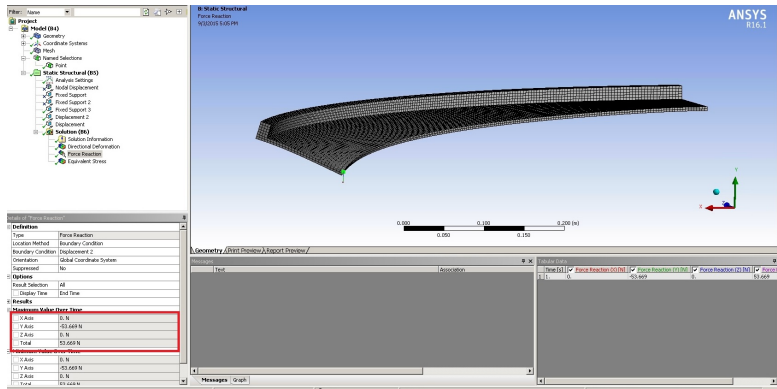 Filter: Name
Project
Model (B4)
Geometry
Coordinate Systems
Mesh
Named Selections
Point
Static Structural (B5)
Analysis Settings
Nodal Displacement
Fixed Support
Fixed Support 2
Fixed Support 3
Displacement 2
Displacement
Solution (B6)
Solution Information
Directional Deformation
Force Reaction
Equivalent Stress
B: Static Structural
Force Reaction
9/3/2015 5:05 PM
ANSYS
R16.1
Y
X
Z
0.000 0.100 0.200 (m)
0.050 0.150
Geometry Print Preview Report Preview
Details of "Force Reaction"
Definition
Type Force Reaction
Location Method Boundary Condition
Boundary Condition Displacement 2
Orientation Global Coordinate System
Suppressed No
Options
Result Selection All
Display Time End Time
Results
Maximum Value Over Time
X Axis 0. N
Y Axis -53.669 N
Z Axis 0. N
Total 53.669 N
Minimum Value Over Time
X Axis 0. N
Y Axis -53.669 N
Z Axis 0. N
Total 53.669 N
Messages
Text Association
Messages Graph
Tabular Data
Time [s] Force Reaction (X) [N] Force Reaction (Y) [N] Force Reaction (Z) [N] Force
1 1. 0. -53.669 0. 53.669